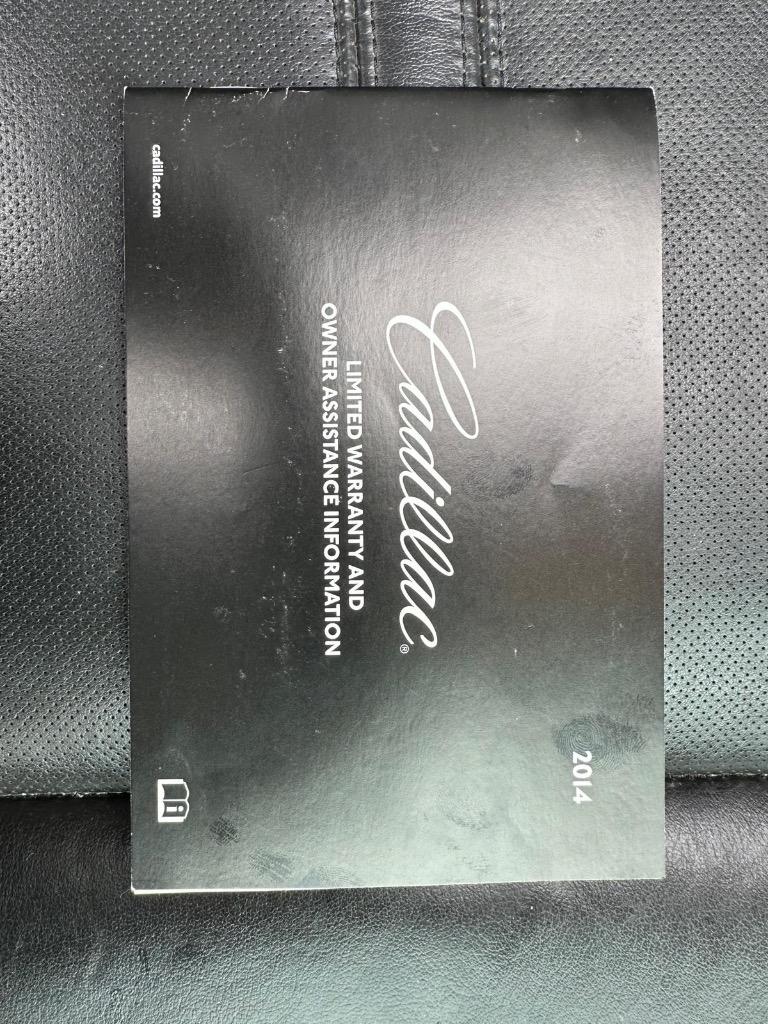 2014
Cadillac®
LIMITED WARRANTY AND
OWNER ASSISTANCE INFORMATION
cadillac.com
i